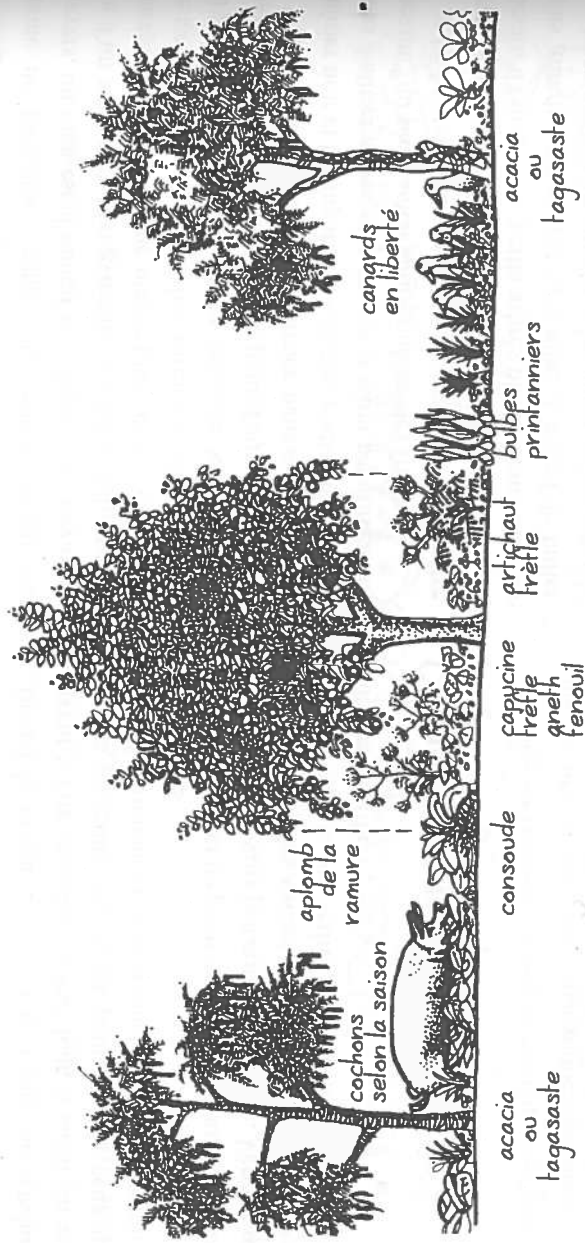 cochons
selon la saison
aplomb
de la
ramure
canards
en liberté
acacia
ou
tagasaste
consoude
capucine
trèfle
aneth
fenouil
artichaut
trèfle
bulbes
printanniers
acacia
ou
tagasaste